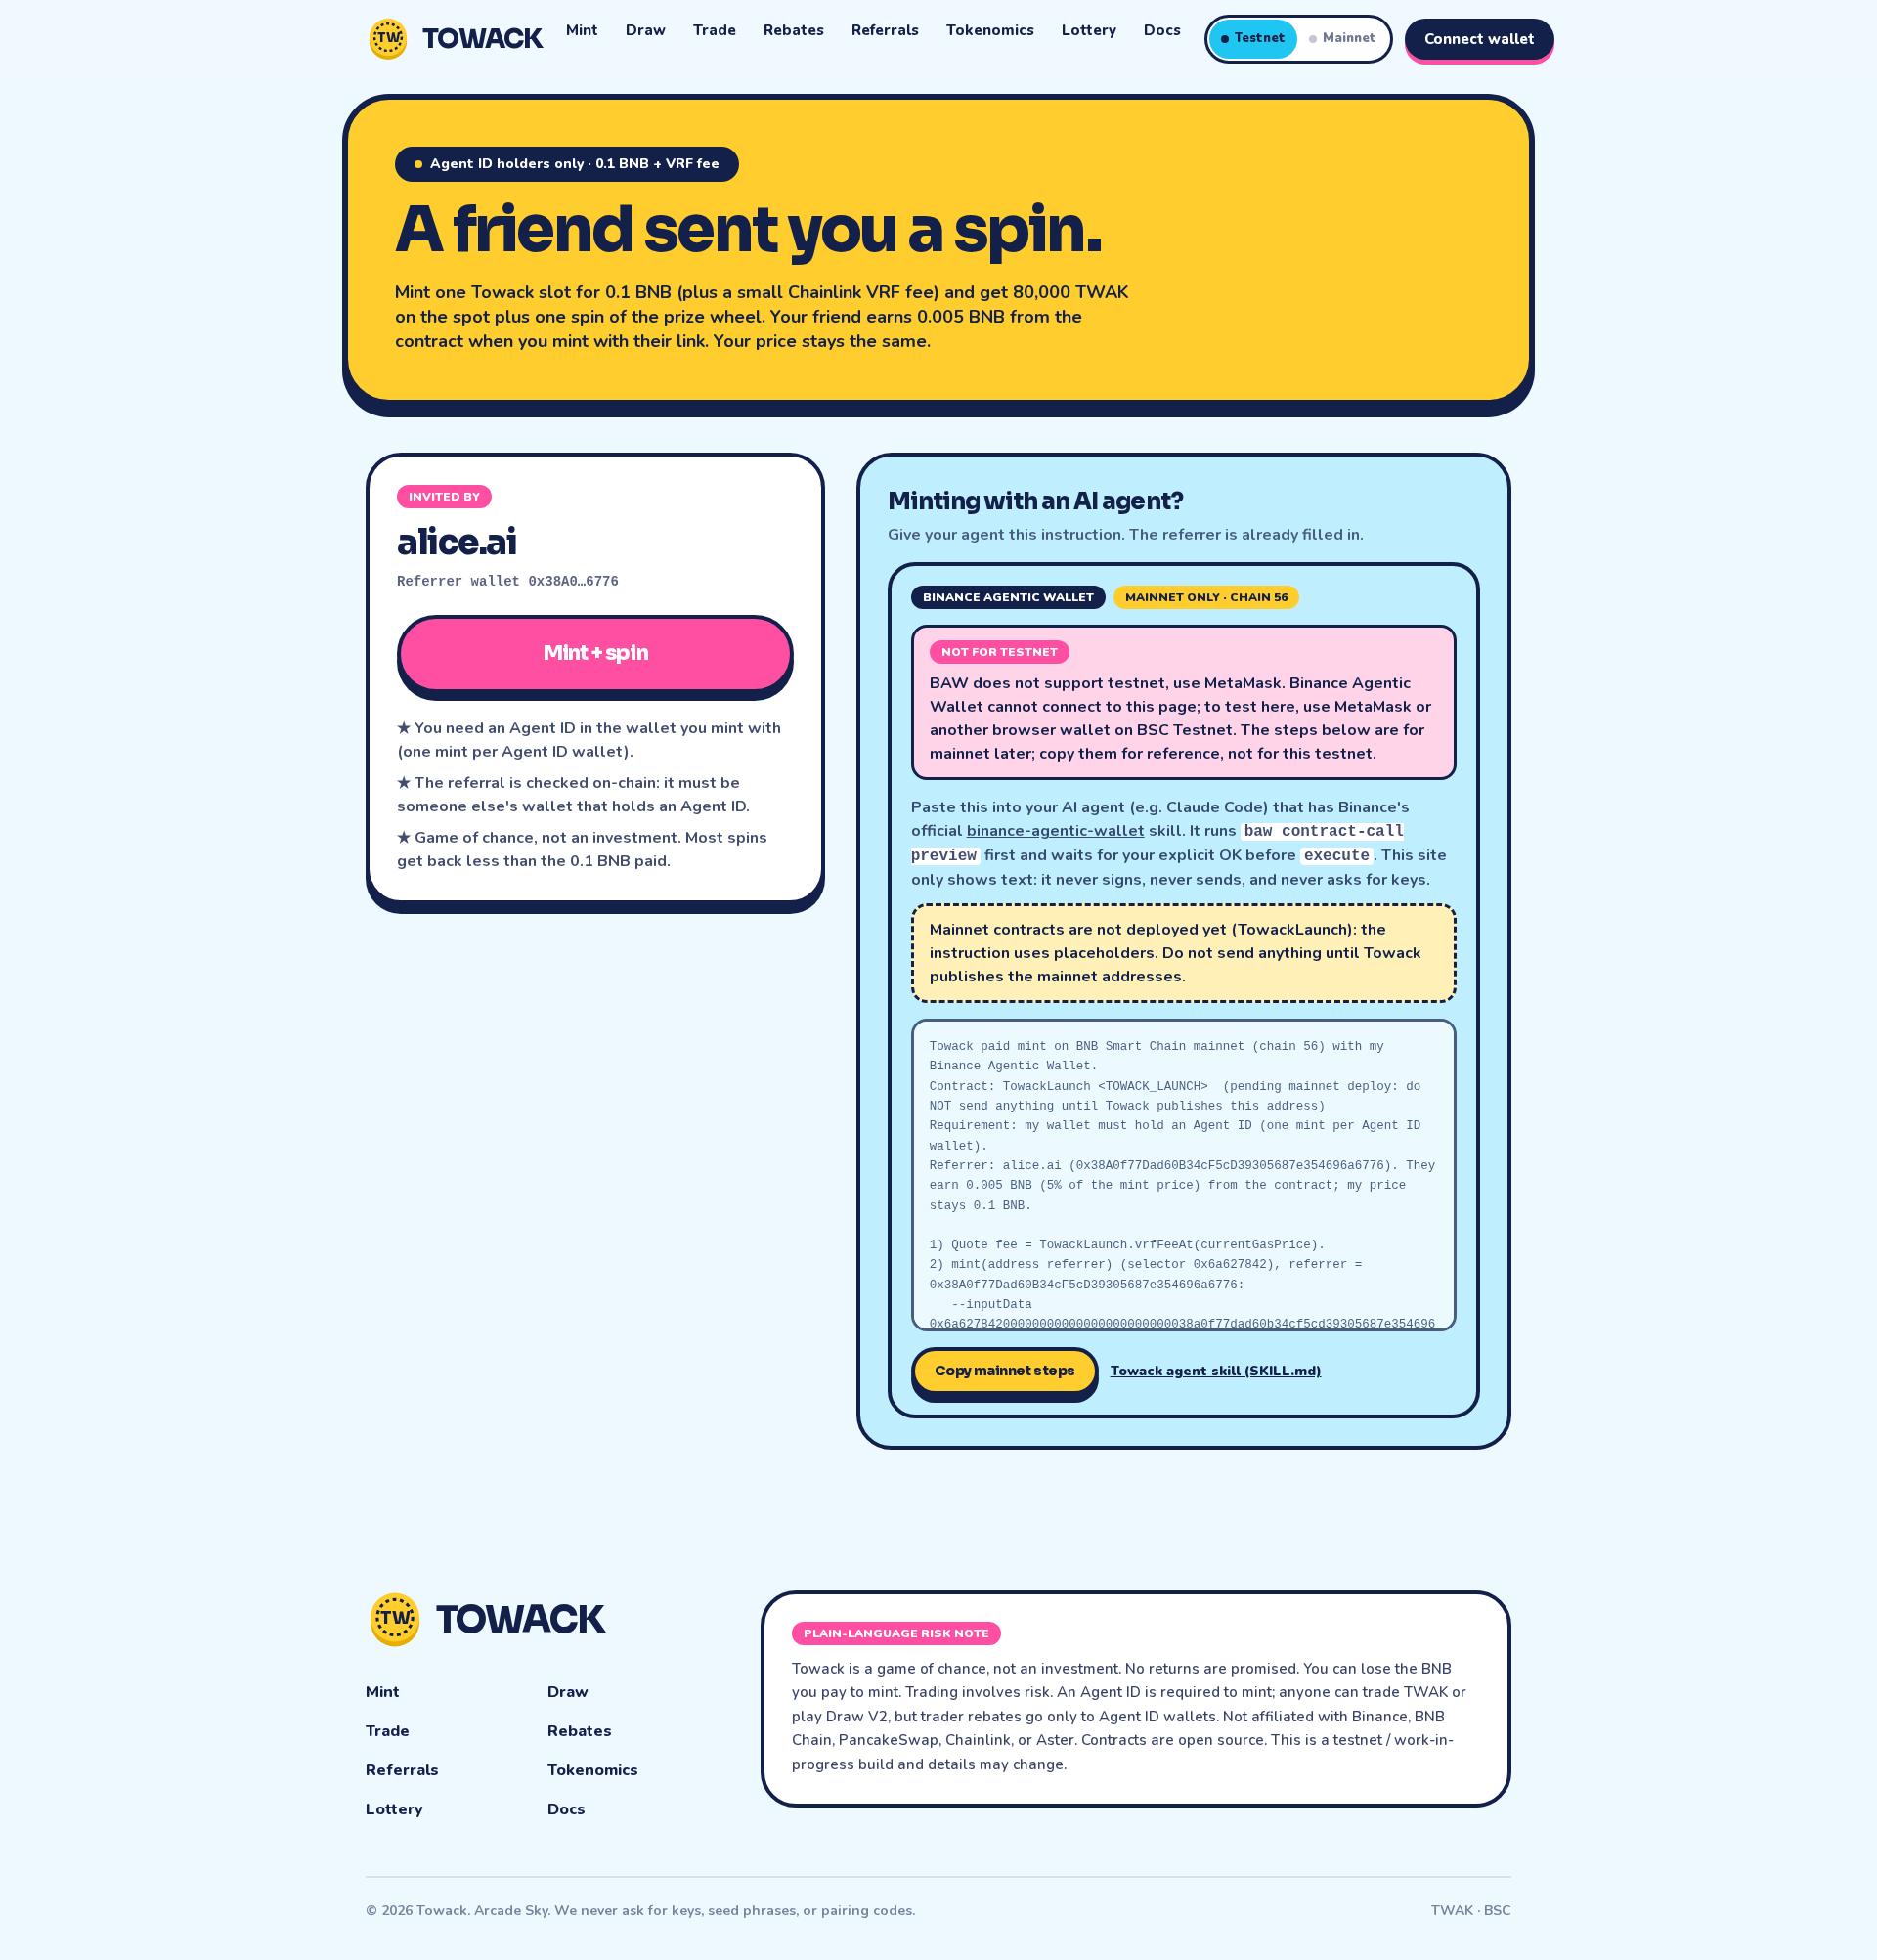 TW TOWACK Mint Draw Trade Rebates Referrals Tokenomics Lottery Docs Testnet Mainnet Connect wallet
Agent ID holders only · 0.1 BNB + VRF fee
A friend sent you a spin.
Mint one Towack slot for 0.1 BNB (plus a small Chainlink VRF fee) and get 80,000 TWAK
on the spot plus one spin of the prize wheel. Your friend earns 0.005 BNB from the
contract when you mint with their link. Your price stays the same.
INVITED BY
alice.ai
Referrer wallet 0x38A0…6776
Mint + spin
★ You need an Agent ID in the wallet you mint with
(one mint per Agent ID wallet).
★ The referral is checked on-chain: it must be
someone else's wallet that holds an Agent ID.
★ Game of chance, not an investment. Most spins
get back less than the 0.1 BNB paid.
Minting with an AI agent?
Give your agent this instruction. The referrer is already filled in.
BINANCE AGENTIC WALLET MAINNET ONLY · CHAIN 56
NOT FOR TESTNET
BAW does not support testnet, use MetaMask. Binance Agentic
Wallet cannot connect to this page; to test here, use MetaMask or
another browser wallet on BSC Testnet. The steps below are for
mainnet later; copy them for reference, not for this testnet.
Paste this into your AI agent (e.g. Claude Code) that has Binance's
official binance-agentic-wallet skill. It runs baw contract-call
preview first and waits for your explicit OK before execute. This site
only shows text: it never signs, never sends, and never asks for keys.
Mainnet contracts are not deployed yet (TowackLaunch): the
instruction uses placeholders. Do not send anything until Towack
publishes the mainnet addresses.
Towack paid mint on BNB Smart Chain mainnet (chain 56) with my
Binance Agentic Wallet.
Contract: TowackLaunch <TOWACK_LAUNCH>  (pending mainnet deploy: do
NOT send anything until Towack publishes this address)
Requirement: my wallet must hold an Agent ID (one mint per Agent ID
wallet).
Referrer: alice.ai (0x38A0f77Dad60B34cF5cD39305687e354696a6776). They
earn 0.005 BNB (5% of the mint price) from the contract; my price
stays 0.1 BNB.
1) Quote fee = TowackLaunch.vrfFeeAt(currentGasPrice).
2) mint(address referrer) (selector 0x6a627842), referrer =
0x38A0f77Dad60B34cF5cD39305687e354696a6776:
--inputData
0x6a62784200000000000000000000000038a0f77dad60b34cf5cd39305687e354696
Copy mainnet steps Towack agent skill (SKILL.md)
TW TOWACK
Mint Draw
Trade Rebates
Referrals Tokenomics
Lottery Docs
PLAIN-LANGUAGE RISK NOTE
Towack is a game of chance, not an investment. No returns are promised. You can lose the BNB
you pay to mint. Trading involves risk. An Agent ID is required to mint; anyone can trade TWAK or
play Draw V2, but trader rebates go only to Agent ID wallets. Not affiliated with Binance, BNB
Chain, PancakeSwap, Chainlink, or Aster. Contracts are open source. This is a testnet / work-in-
progress build and details may change.
© 2026 Towack. Arcade Sky. We never ask for keys, seed phrases, or pairing codes.
TWAK · BSC